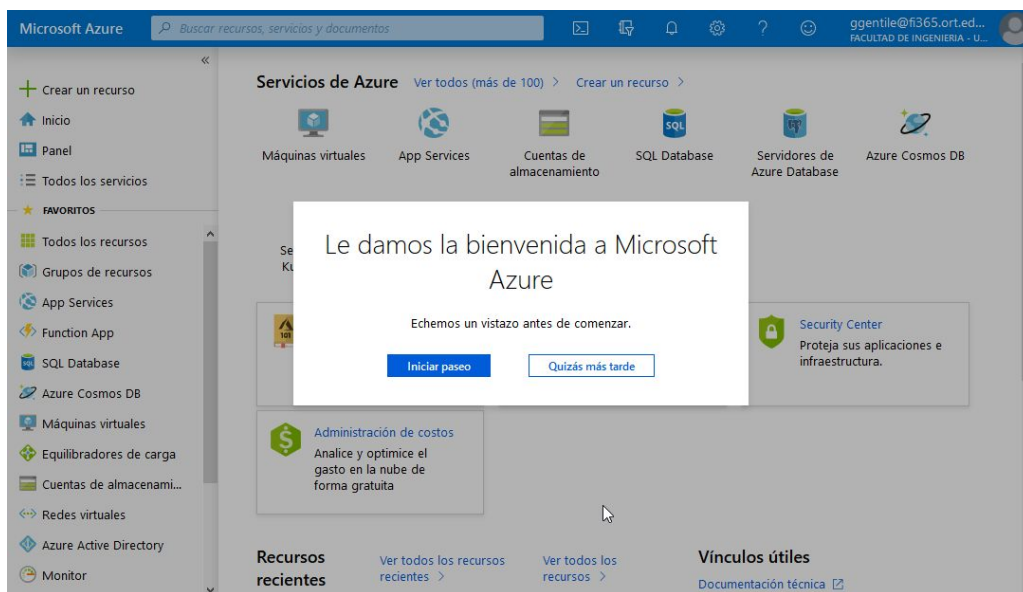 Microsoft Azure
Buscar recursos, servicios y documentos
ggentile@fi365.ort.ed...
FACULTAD DE INGENIERIA - U...
Crear un recurso
Inicio
Panel
Todos los servicios
FAVORITOS
Todos los recursos
Grupos de recursos
App Services
Function App
SQL Database
Azure Cosmos DB
Máquinas virtuales
Equilibradores de carga
Cuentas de almacenami...
Redes virtuales
Azure Active Directory
Monitor
Servicios de Azure Ver todos (más de 100) > Crear un recurso >
Máquinas virtuales
App Services
Cuentas de
almacenamiento
SQL
SQL Database
Servidores de
Azure Database
Azure Cosmos DB
Se
Ku
Le damos la bienvenida a Microsoft
Azure
Echemos un vistazo antes de comenzar.
Iniciar paseo
Quizás más tarde
101
Security Center
Proteja sus aplicaciones e
infraestructura.
Administración de costos
Analice y optimice el
gasto en la nube de
forma gratuita
Recursos
recientes
Ver todos los recursos
recientes >
Ver todos los
recursos >
Vínculos útiles
Documentación técnica